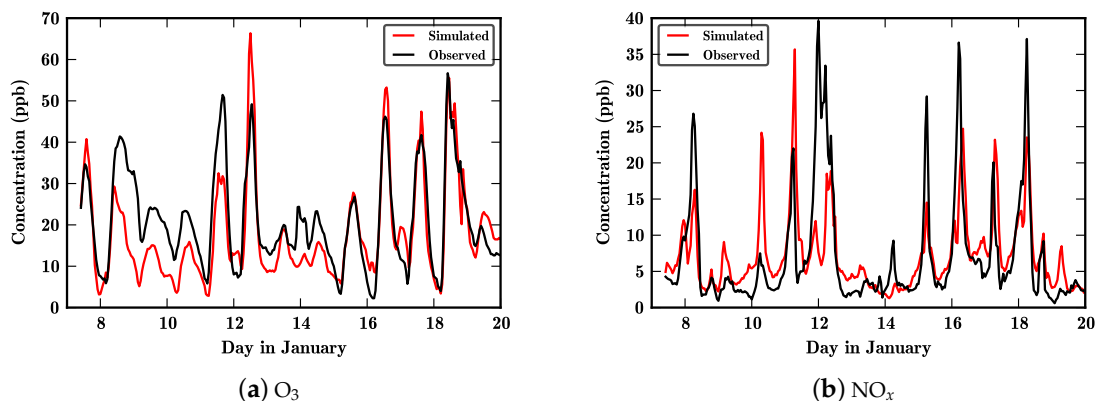 70
60
50
40
30
20
10
0
Concentration (ppb)
Simulated
Observed
8 10 12 14 16 18 20
Day in January
(a) O₃
40
35
30
25
20
15
10
5
0
Concentration (ppb)
Simulated
Observed
8 10 12 14 16 18 20
Day in January
(b) NOₓ